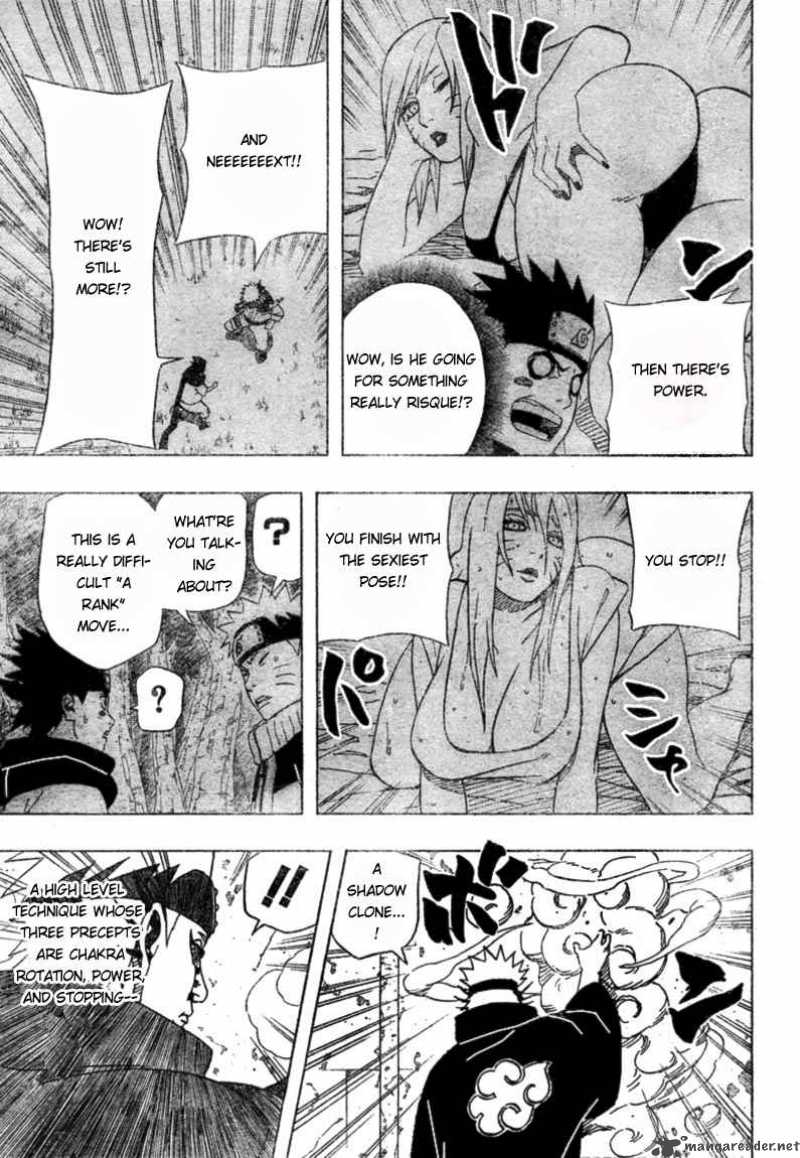 ドド
THEN THERE'S
POWER.
WOW, IS HE GOING
FOR SOMETHING
REALLY RISQUE!?
AND
NEEEEEEEXT!!
WOW!
THERE'S
STILL
MORE!?
YOU STOP!!
YOU FINISH WITH
THE SEXIEST
POSE!!
パシャ
?
WHAT'RE
YOU TALK-
ING
ABOUT?
THIS IS A
REALLY DIFFI-
CULT "A
RANK"
MOVE...
?
ボン
A
SHADOW
CLONE...
!
!!
A HIGH LEVEL
TECHNIQUE WHOSE
THREE PRECEPTS
ARE CHAKRA
ROTATION, POWER,
AND STOPPING--
mangareader.net